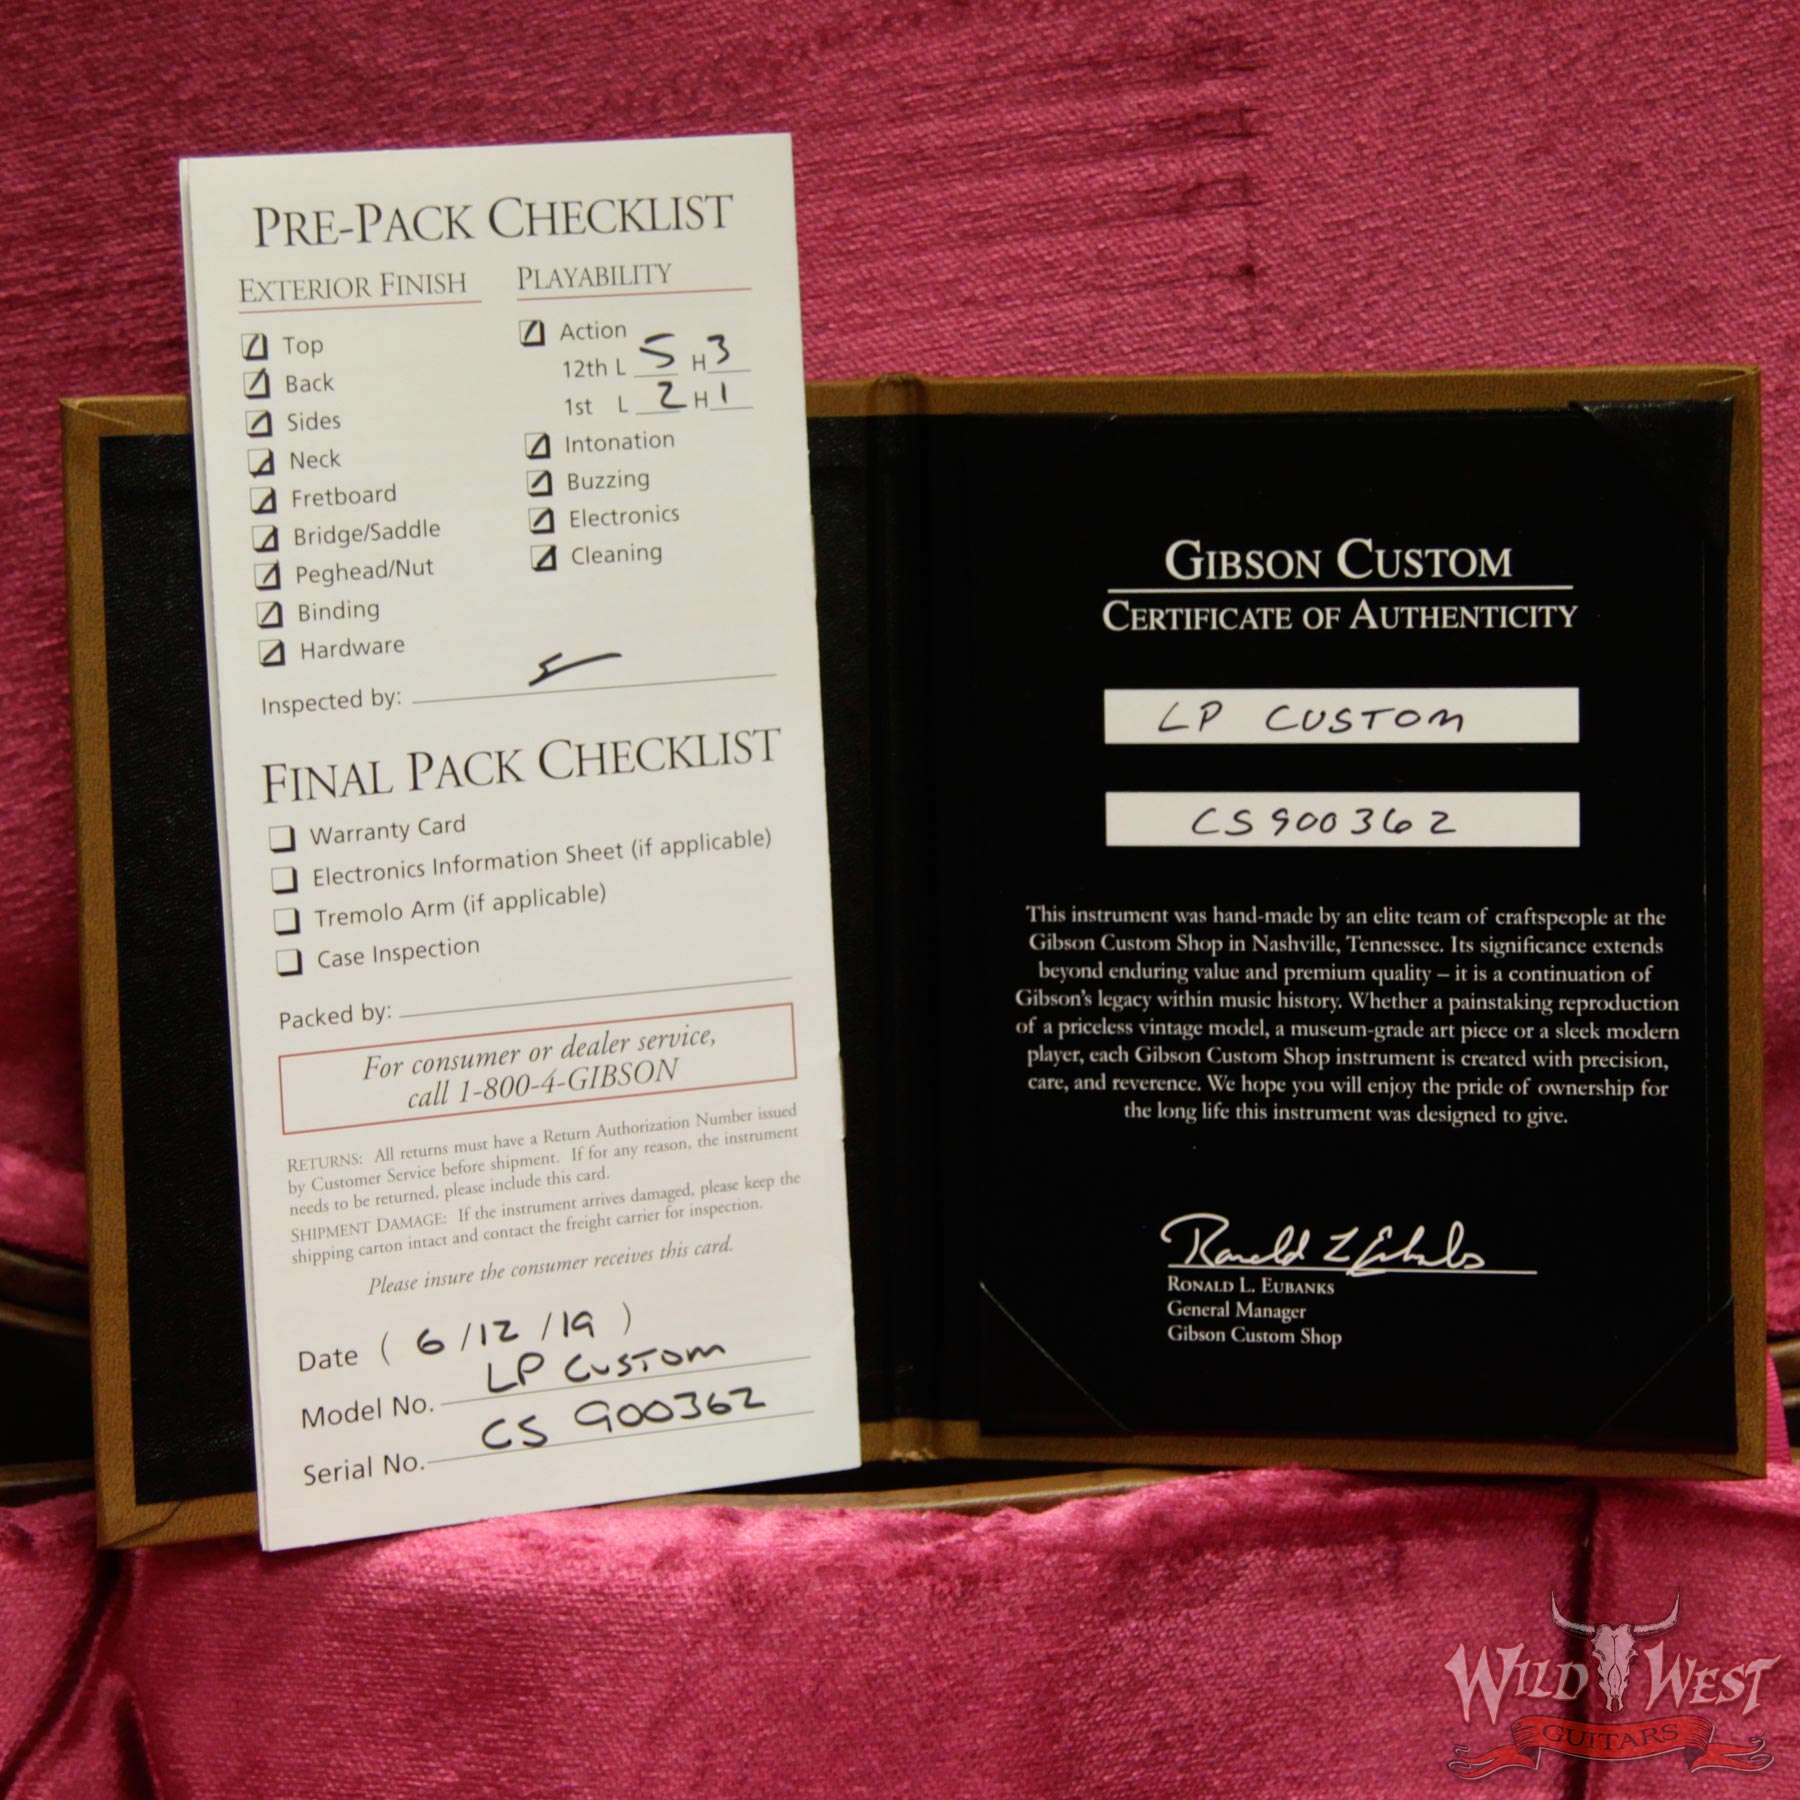 PRE-PACK CHECKLIST
EXTERIOR FINISH
Top
Back
Sides
Neck
Fretboard
Bridge/Saddle
Peghead/Nut
Binding
Hardware
PLAYABILITY
Action
12th L 5 H 3
1st L 2 H 1
Intonation
Buzzing
Electronics
Cleaning
Inspected by:
FINAL PACK CHECKLIST
Warranty Card
Electronics Information Sheet (if applicable)
Tremolo Arm (if applicable)
Case Inspection
Packed by:
For consumer or dealer service,
call 1-800-4-GIBSON
RETURNS: All returns must have a Return Authorization Number issued
by Customer Service before shipment. If for any reason, the instrument
needs to be returned, please include this card.
SHIPMENT DAMAGE: If the instrument arrives damaged, please keep the
shipping carton intact and contact the freight carrier for inspection.
Please insure the consumer receives this card.
Date ( 6/12/19 )
Model No. LP CUSTOM
Serial No. CS 900362
GIBSON CUSTOM
CERTIFICATE OF AUTHENTICITY
LP CUSTOM
CS900362
This instrument was hand-made by an elite team of craftspeople at the
Gibson Custom Shop in Nashville, Tennessee. Its significance extends
beyond enduring value and premium quality – it is a continuation of
Gibson's legacy within music history. Whether a painstaking reproduction
of a priceless vintage model, a museum-grade art piece or a sleek modern
player, each Gibson Custom Shop instrument is created with precision,
care, and reverence. We hope you will enjoy the pride of ownership for
the long life this instrument was designed to give.
Ronald L Eubanks
RONALD L. EUBANKS
General Manager
Gibson Custom Shop
WILD WEST
GUITARS